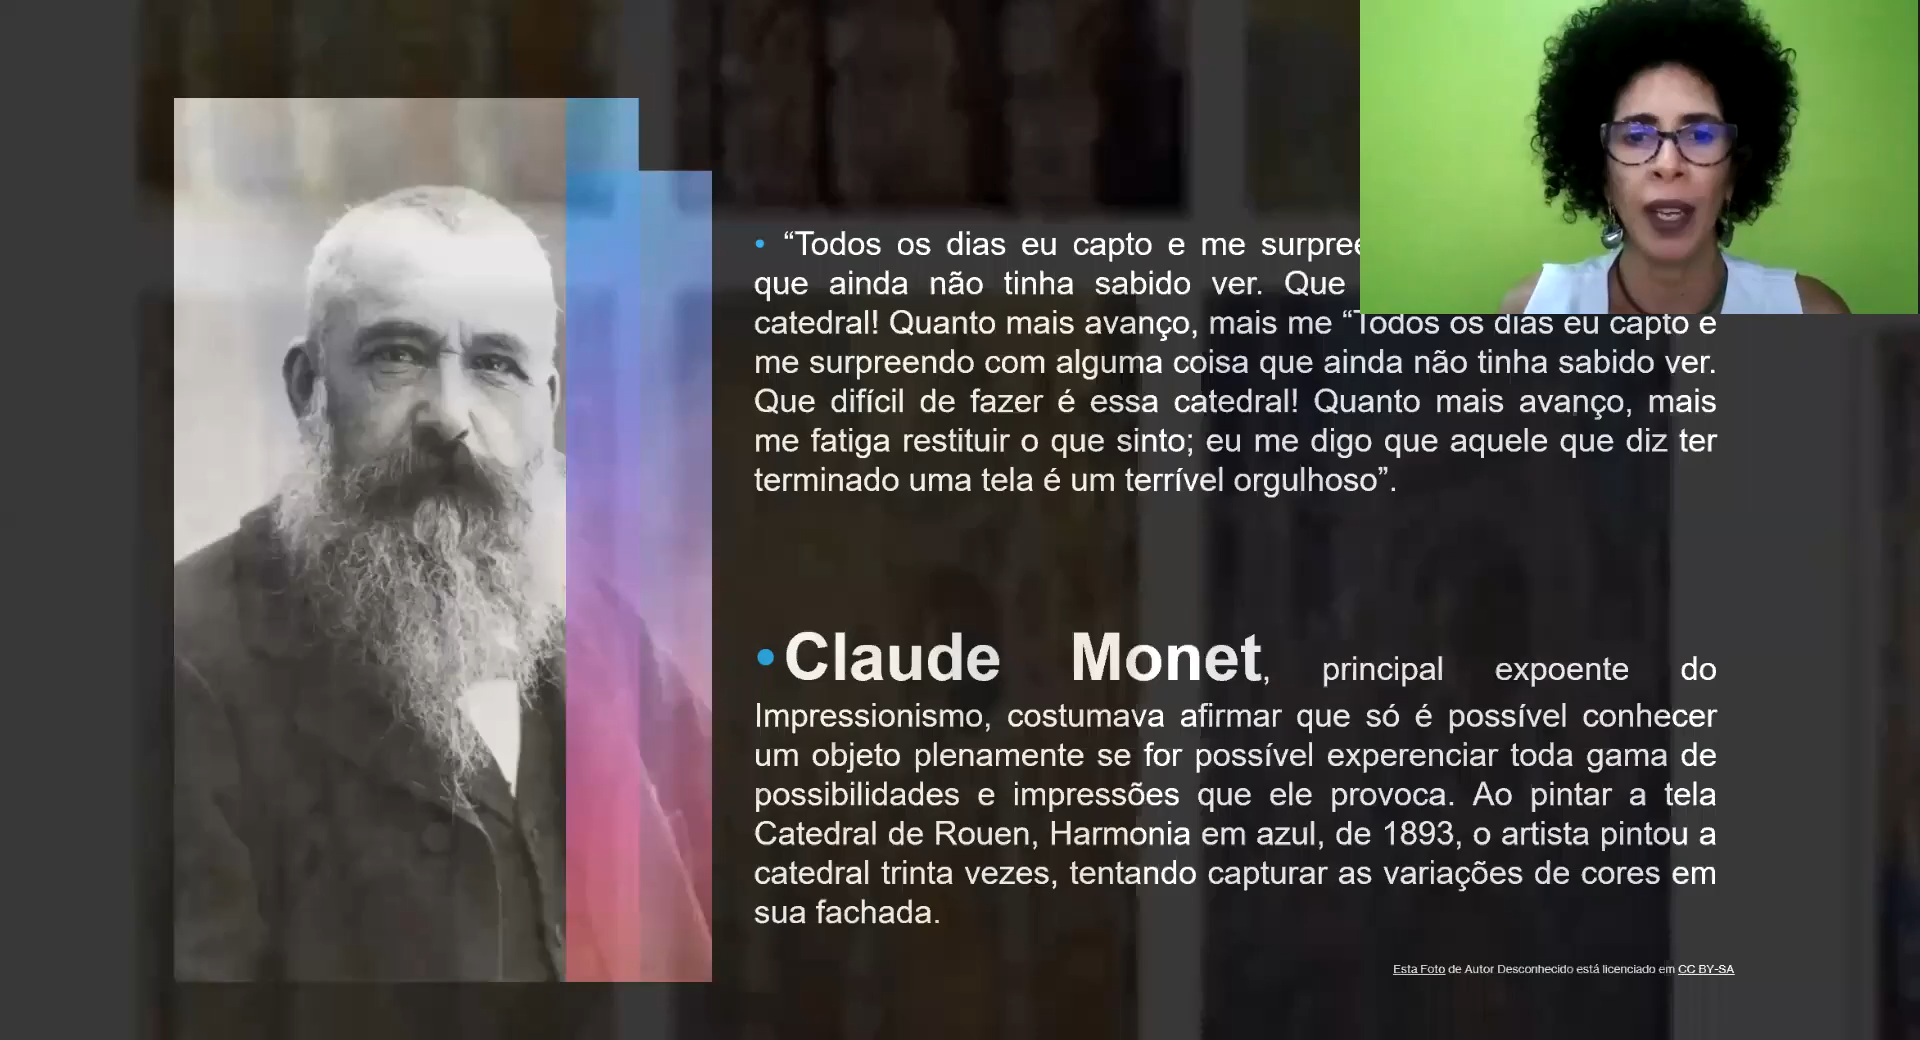 • “Todos os dias eu capto e me surpree
que ainda não tinha sabido ver. Que
catedral! Quanto mais avanço, mais me “Todos os dias eu capto e
me surpreendo com alguma coisa que ainda não tinha sabido ver.
Que difícil de fazer é essa catedral! Quanto mais avanço, mais
me fatiga restituir o que sinto; eu me digo que aquele que diz ter
terminado uma tela é um terrível orgulhoso”.
• Claude Monet, principal expoente do
Impressionismo, costumava afirmar que só é possível conhecer
um objeto plenamente se for possível experenciar toda gama de
possibilidades e impressões que ele provoca. Ao pintar a tela
Catedral de Rouen, Harmonia em azul, de 1893, o artista pintou a
catedral trinta vezes, tentando capturar as variações de cores em
sua fachada.
Esta Foto de Autor Desconhecido está licenciado em CC BY-SA